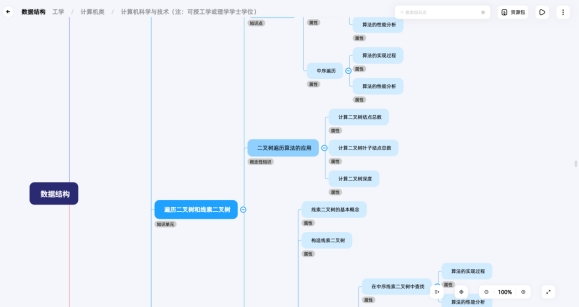 数据结构 工学 / 计算机类 / 计算机科学与技术（注：可授工学或理学学士学位）
资源包
知识点
属性
算法的性能分析
属性
算法的实现过程
属性
中序遍历
属性
算法的性能分析
属性
计算二叉树结点总数
属性
二叉树遍历算法的应用
概念性知识
计算二叉树叶子结点总数
属性
计算二叉树深度
属性
数据结构
遍历二叉树和线索二叉树
知识单元
线索二叉树的基本概念
属性
构造线索二叉树
属性
算法的实现过程
属性
在中序线索二叉树中查找
属性
100%
算法的性能分析